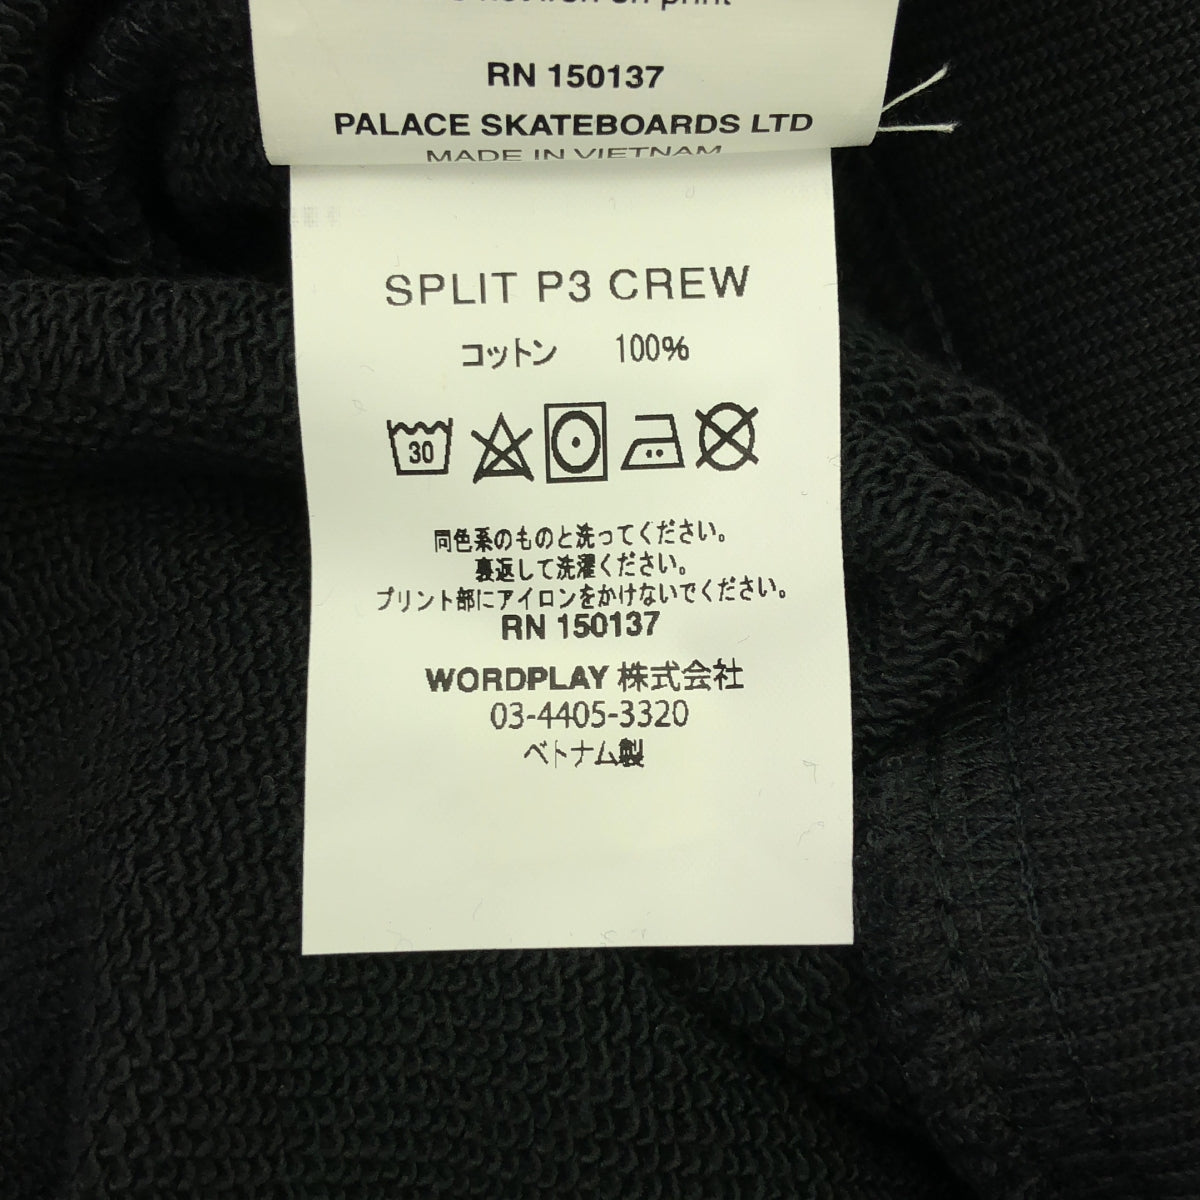 not iron on print
RN 150137
PALACE SKATEBOARDS LTD
MADE IN VIETNAM
SPLIT P3 CREW
コットン 100%
30
同色系のものと洗ってください。
裏返して洗濯ください。
プリント部にアイロンをかけないでください。
RN 150137
WORDPLAY 株式会社
03-4405-3320
ベトナム製